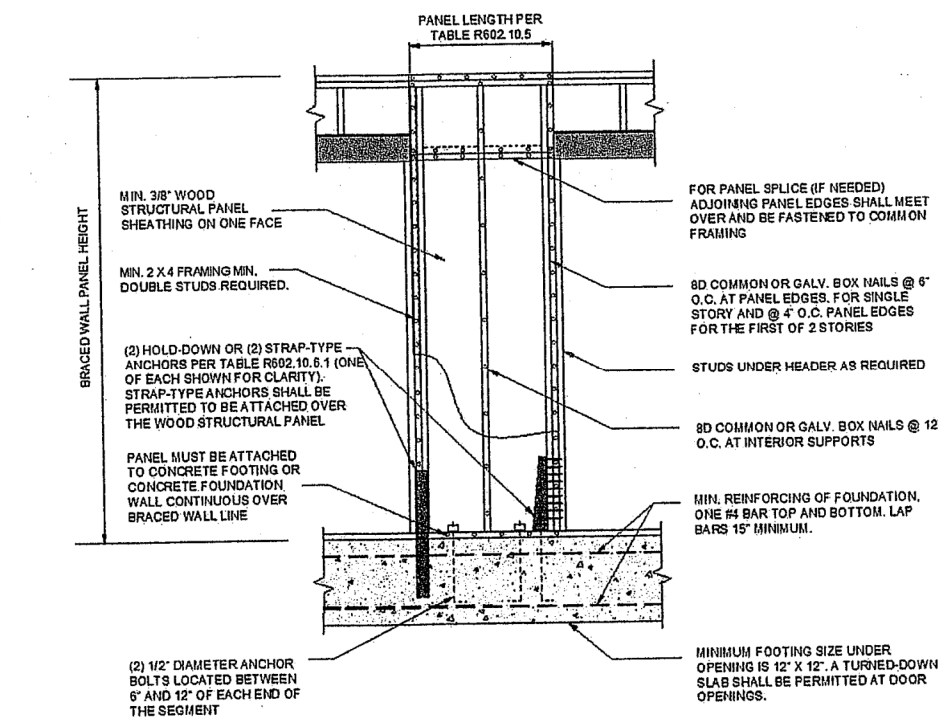 PANEL LENGTH PER
TABLE R602.10.5
BRACED WALL PANEL HEIGHT
MIN. 3/8" WOOD
STRUCTURAL PANEL
SHEATHING ON ONE FACE
MIN. 2 X 4 FRAMING MIN.
DOUBLE STUDS REQUIRED.
(2) HOLD-DOWN OR (2) STRAP-TYPE
ANCHORS PER TABLE R602.10.6.1 (ONE
OF EACH SHOWN FOR CLARITY).
STRAP-TYPE ANCHORS SHALL BE
PERMITTED TO BE ATTACHED OVER
THE WOOD STRUCTURAL PANEL
PANEL MUST BE ATTACHED
TO CONCRETE FOOTING OR
CONCRETE FOUNDATION
WALL CONTINUOUS OVER
BRACED WALL LINE
(2) 1/2" DIAMETER ANCHOR
BOLTS LOCATED BETWEEN
6" AND 12" OF EACH END OF
THE SEGMENT
FOR PANEL SPLICE (IF NEEDED)
ADJOINING PANEL EDGES SHALL MEET
OVER AND BE FASTENED TO COMMON
FRAMING
8D COMMON OR GALV. BOX NAILS @ 6"
O.C. AT PANEL EDGES. FOR SINGLE
STORY AND @ 4" O.C. PANEL EDGES
FOR THE FIRST OF 2 STORIES
STUDS UNDER HEADER AS REQUIRED
8D COMMON OR GALV. BOX NAILS @ 12
O.C. AT INTERIOR SUPPORTS
MIN. REINFORCING OF FOUNDATION,
ONE #4 BAR TOP AND BOTTOM. LAP
BARS 15" MINIMUM.
MINIMUM FOOTING SIZE UNDER
OPENING IS 12" X 12". A TURNED-DOWN
SLAB SHALL BE PERMITTED AT DOOR
OPENINGS.